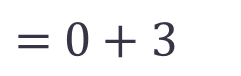 = 0 + 3